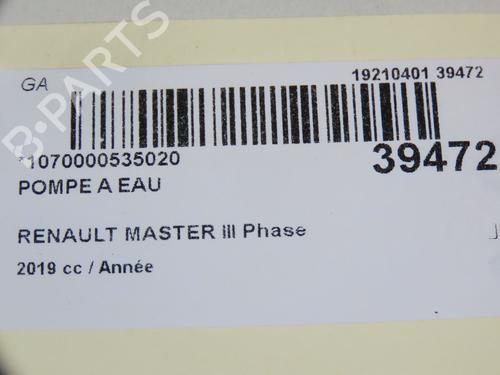 GA
19210401 39472
*1070000535020
39472
POMPE A EAU
RENAULT MASTER III Phase
2019 cc / Année
B-PARTS